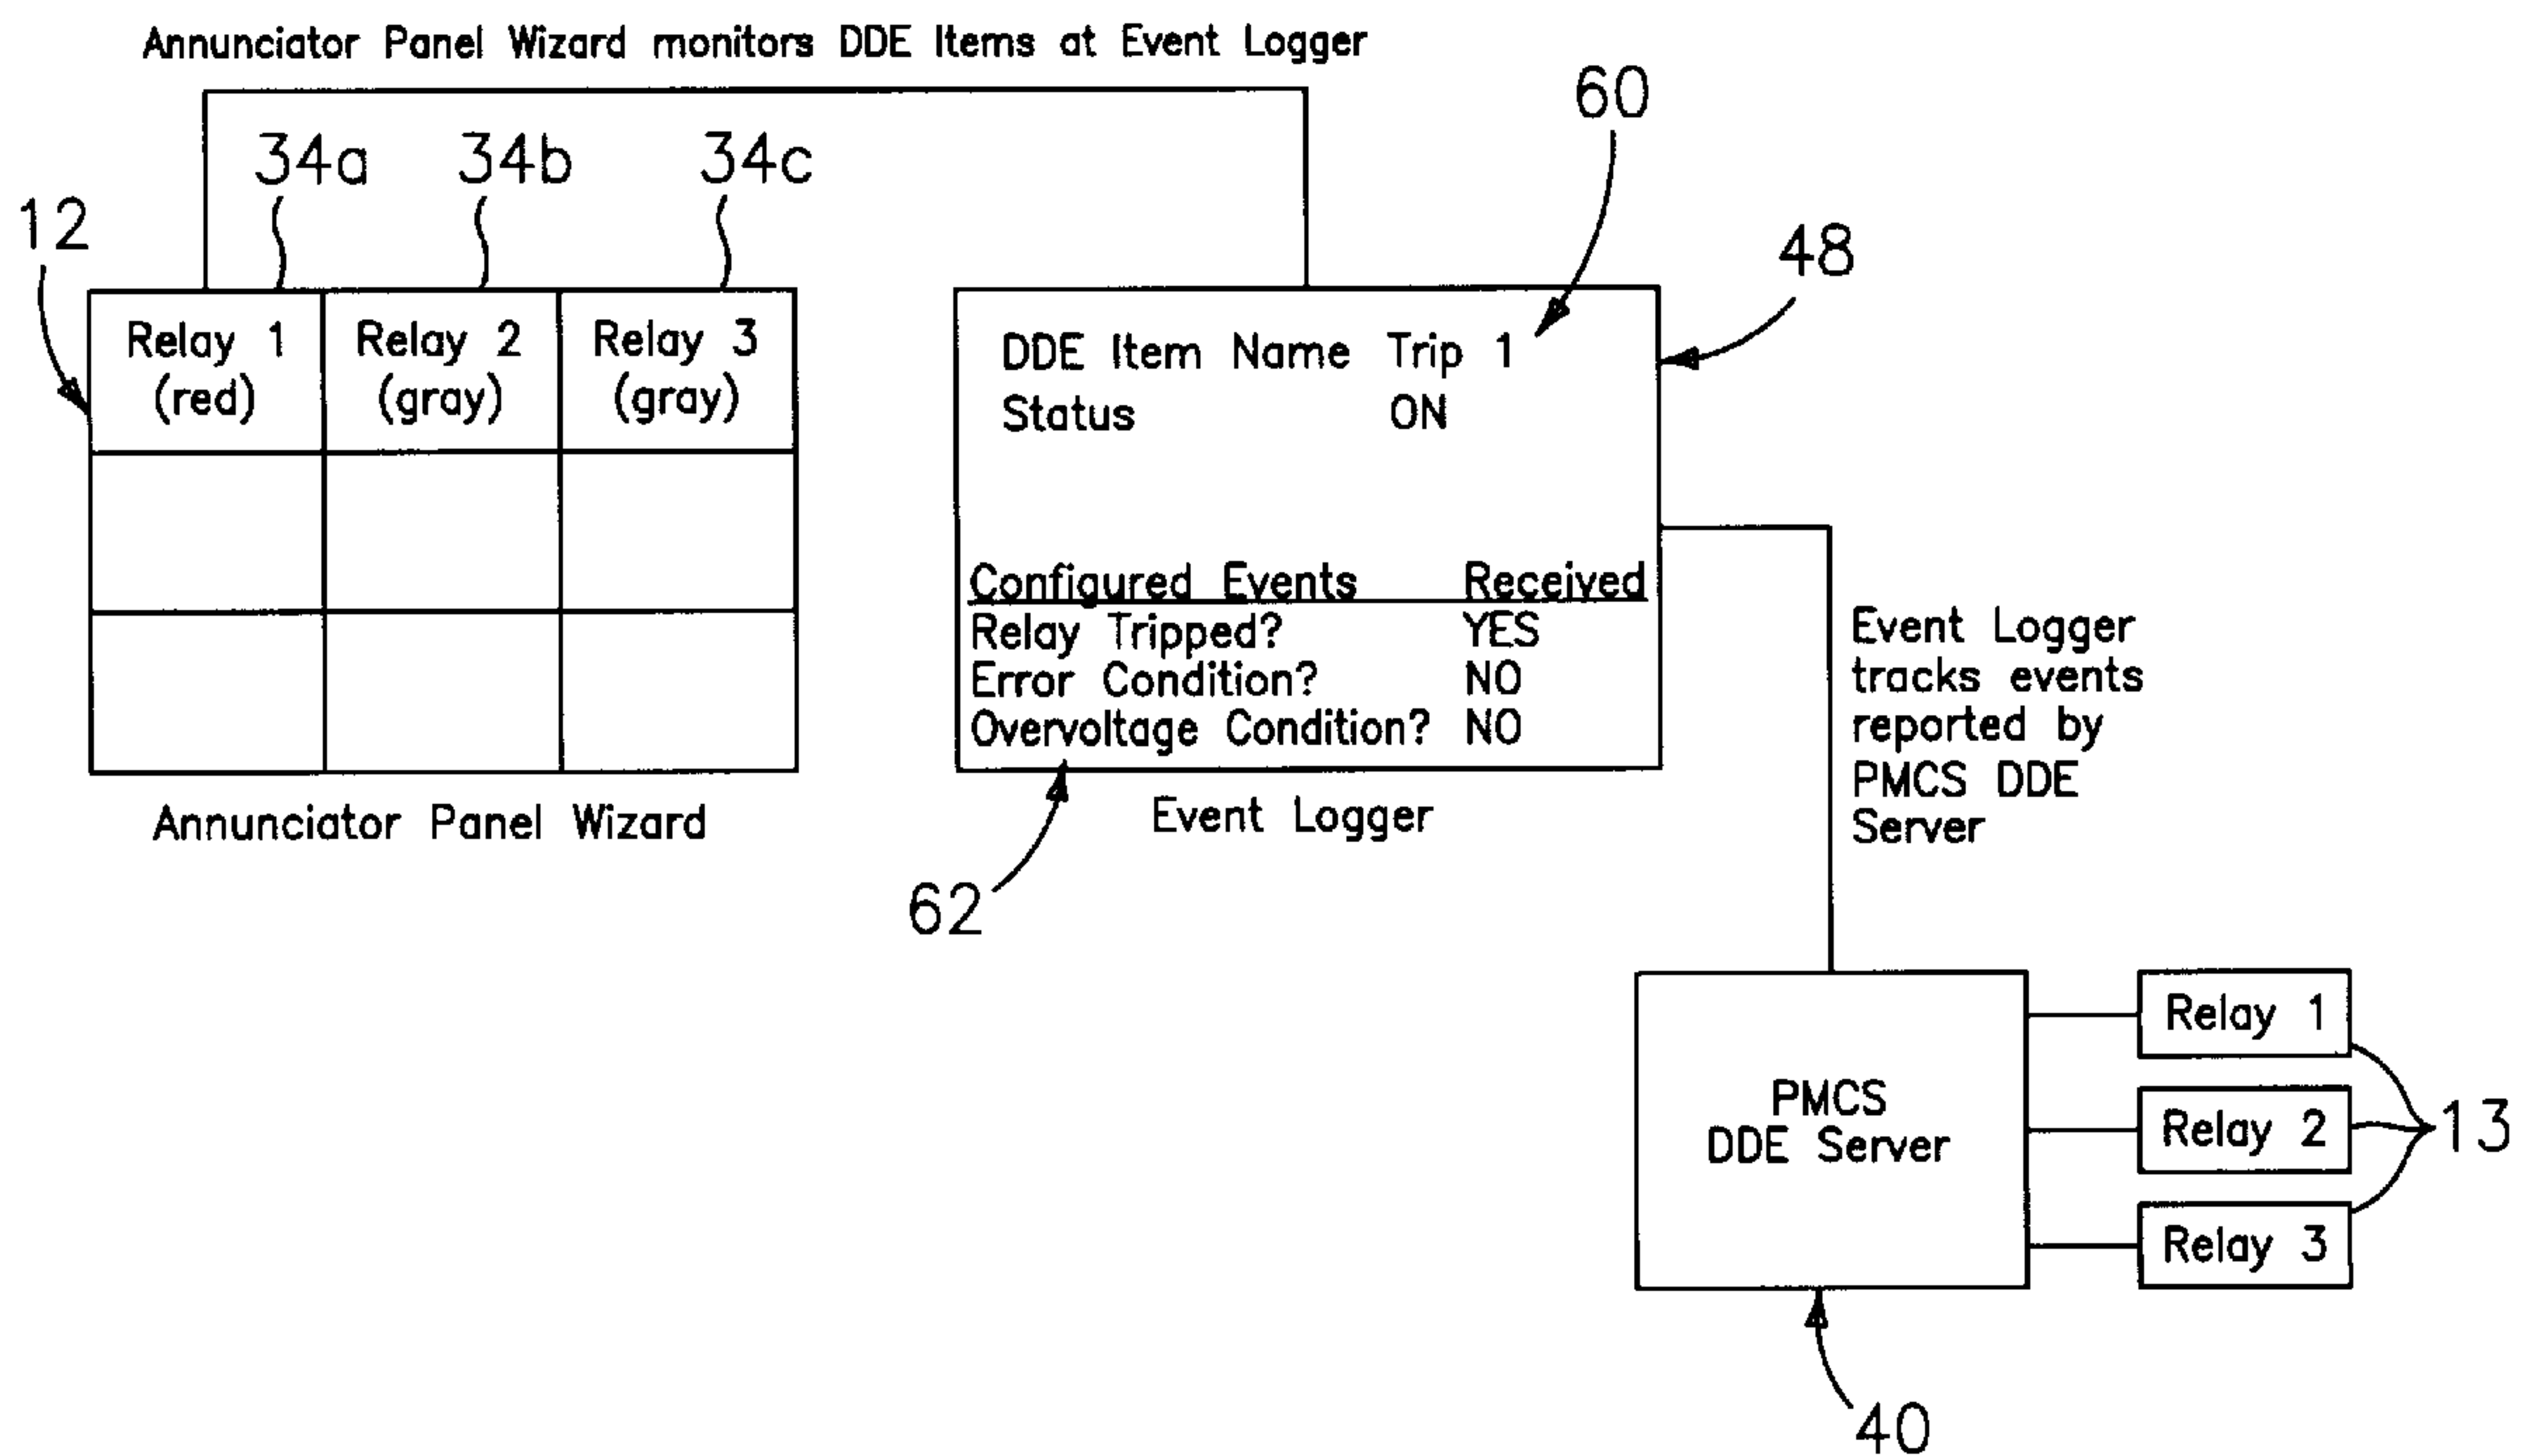 Annunciator Panel Wizard monitors DDE Items at Event Logger
60
34a 34b 34c
12
48
Relay 1
(red)
Relay 2
(gray)
Relay 3
(gray)
Annunciator Panel Wizard
DDE Item Name Trip 1
Status ON
Configured Events Received
Relay Tripped? YES
Error Condition? NO
Overvoltage Condition? NO
Event Logger
62
Event Logger
tracks events
reported by
PMCS DDE
Server
PMCS
DDE Server
Relay 1
Relay 2
Relay 3
13
40